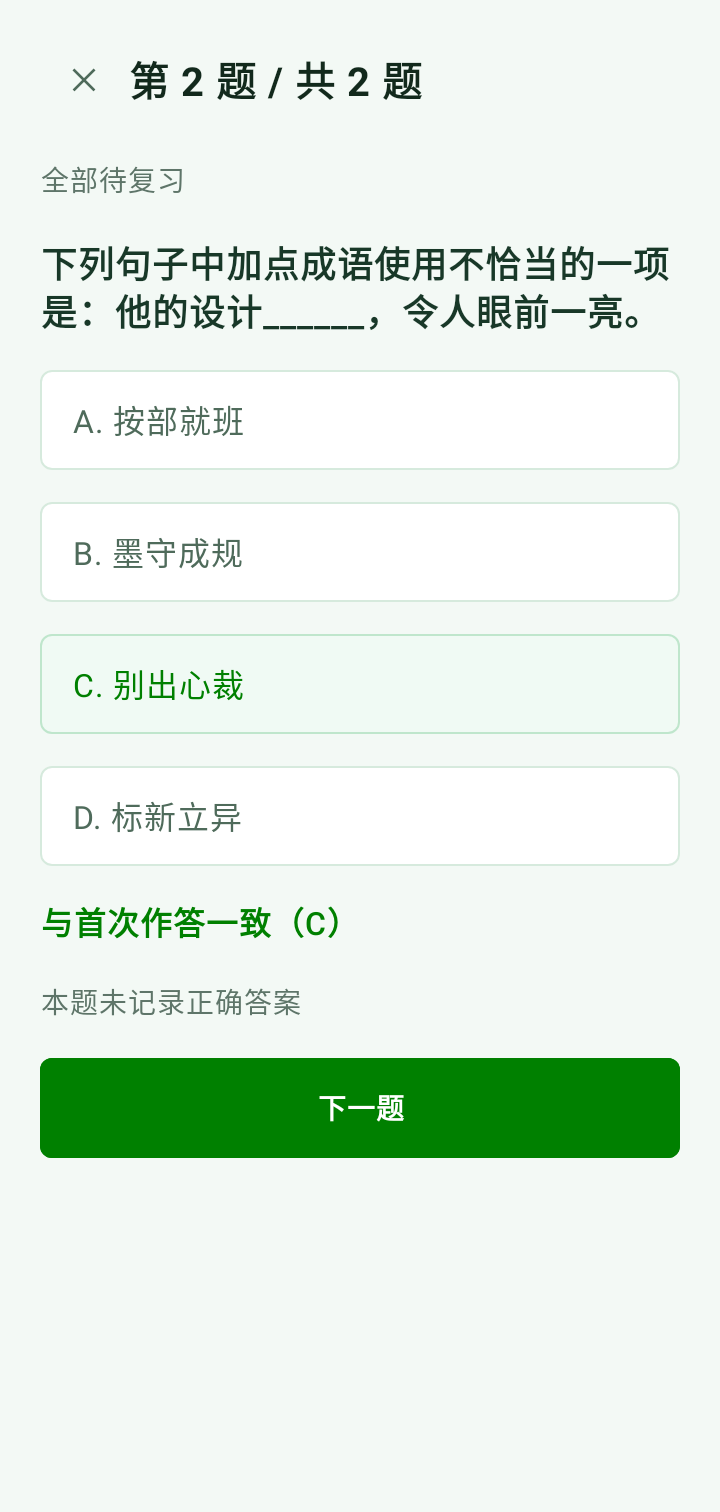 第 2 题 / 共 2 题
全部待复习
下列句子中加点成语使用不恰当的一项
是：他的设计______，令人眼前一亮。
A. 按部就班
B. 墨守成规
C. 别出心裁
D. 标新立异
与首次作答一致（C）
本题未记录正确答案
下一题